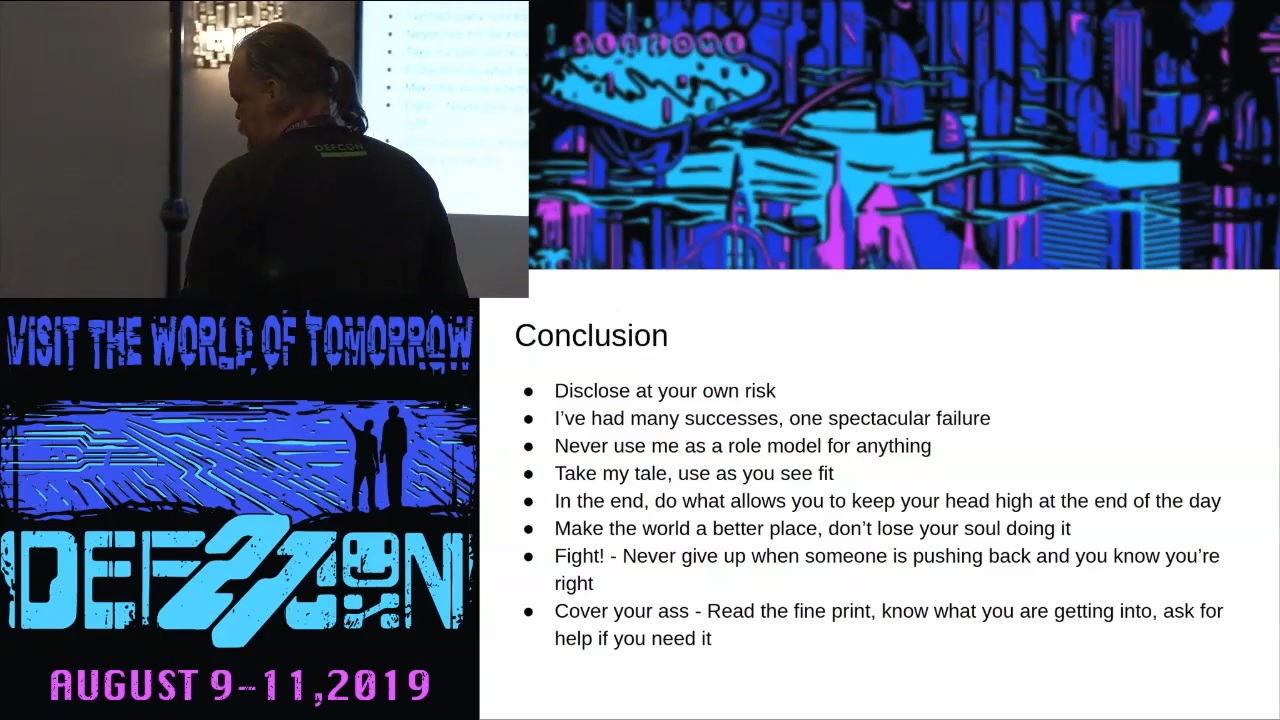 DEFCON
WELCOME
VISIT THE WORLD OF TOMORROW
DEF CON
27
AUGUST 9-11,2019
Conclusion
● Disclose at your own risk
● I’ve had many successes, one spectacular failure
● Never use me as a role model for anything
● Take my tale, use as you see fit
● In the end, do what allows you to keep your head high at the end of the day
● Make the world a better place, don’t lose your soul doing it
● Fight! - Never give up when someone is pushing back and you know you’re
right
● Cover your ass - Read the fine print, know what you are getting into, ask for
help if you need it